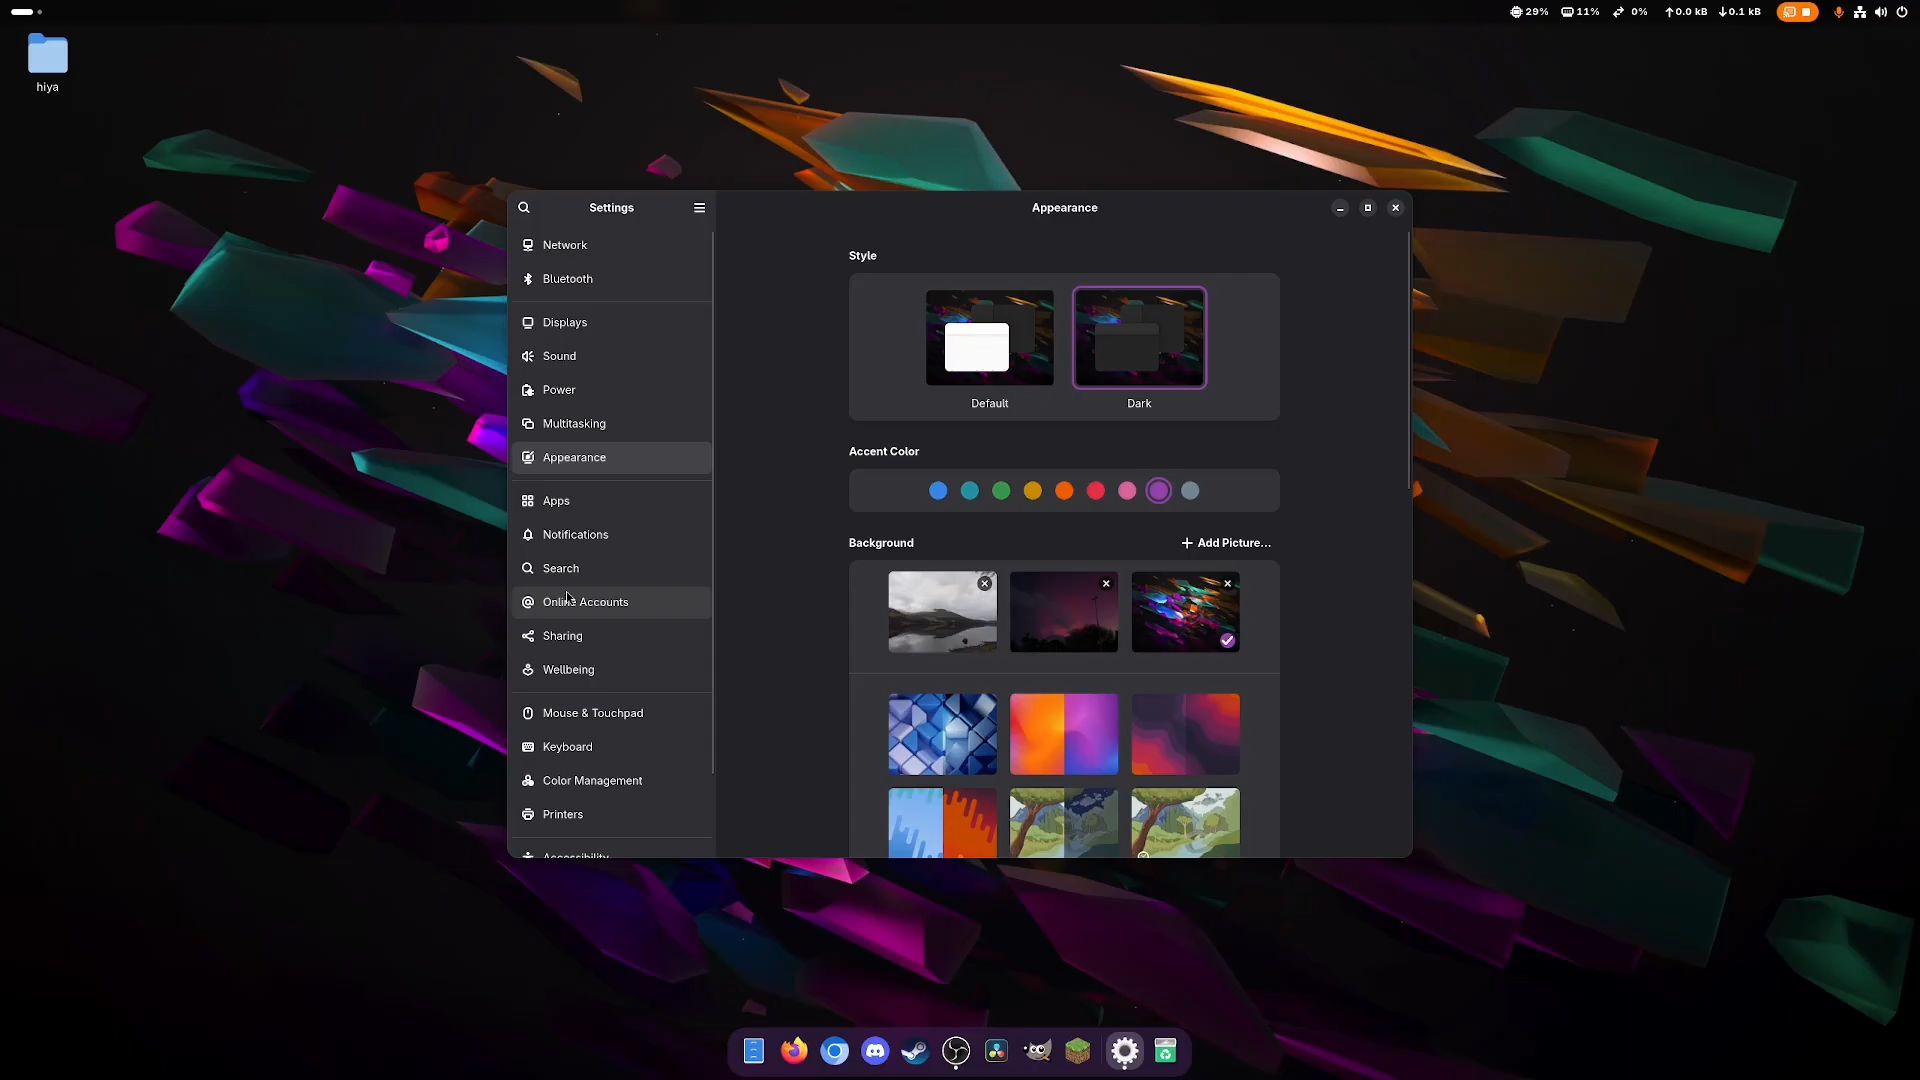 29% 11% 0% ↑0.0 kB ↓0.1 kB
hiya
Settings
Appearance
Network
Bluetooth
Displays
Sound
Power
Multitasking
Appearance
Apps
Notifications
Search
Online Accounts
Sharing
Wellbeing
Mouse & Touchpad
Keyboard
Color Management
Printers
Accessibility
Style
Default
Dark
Accent Color
Background
Add Picture...